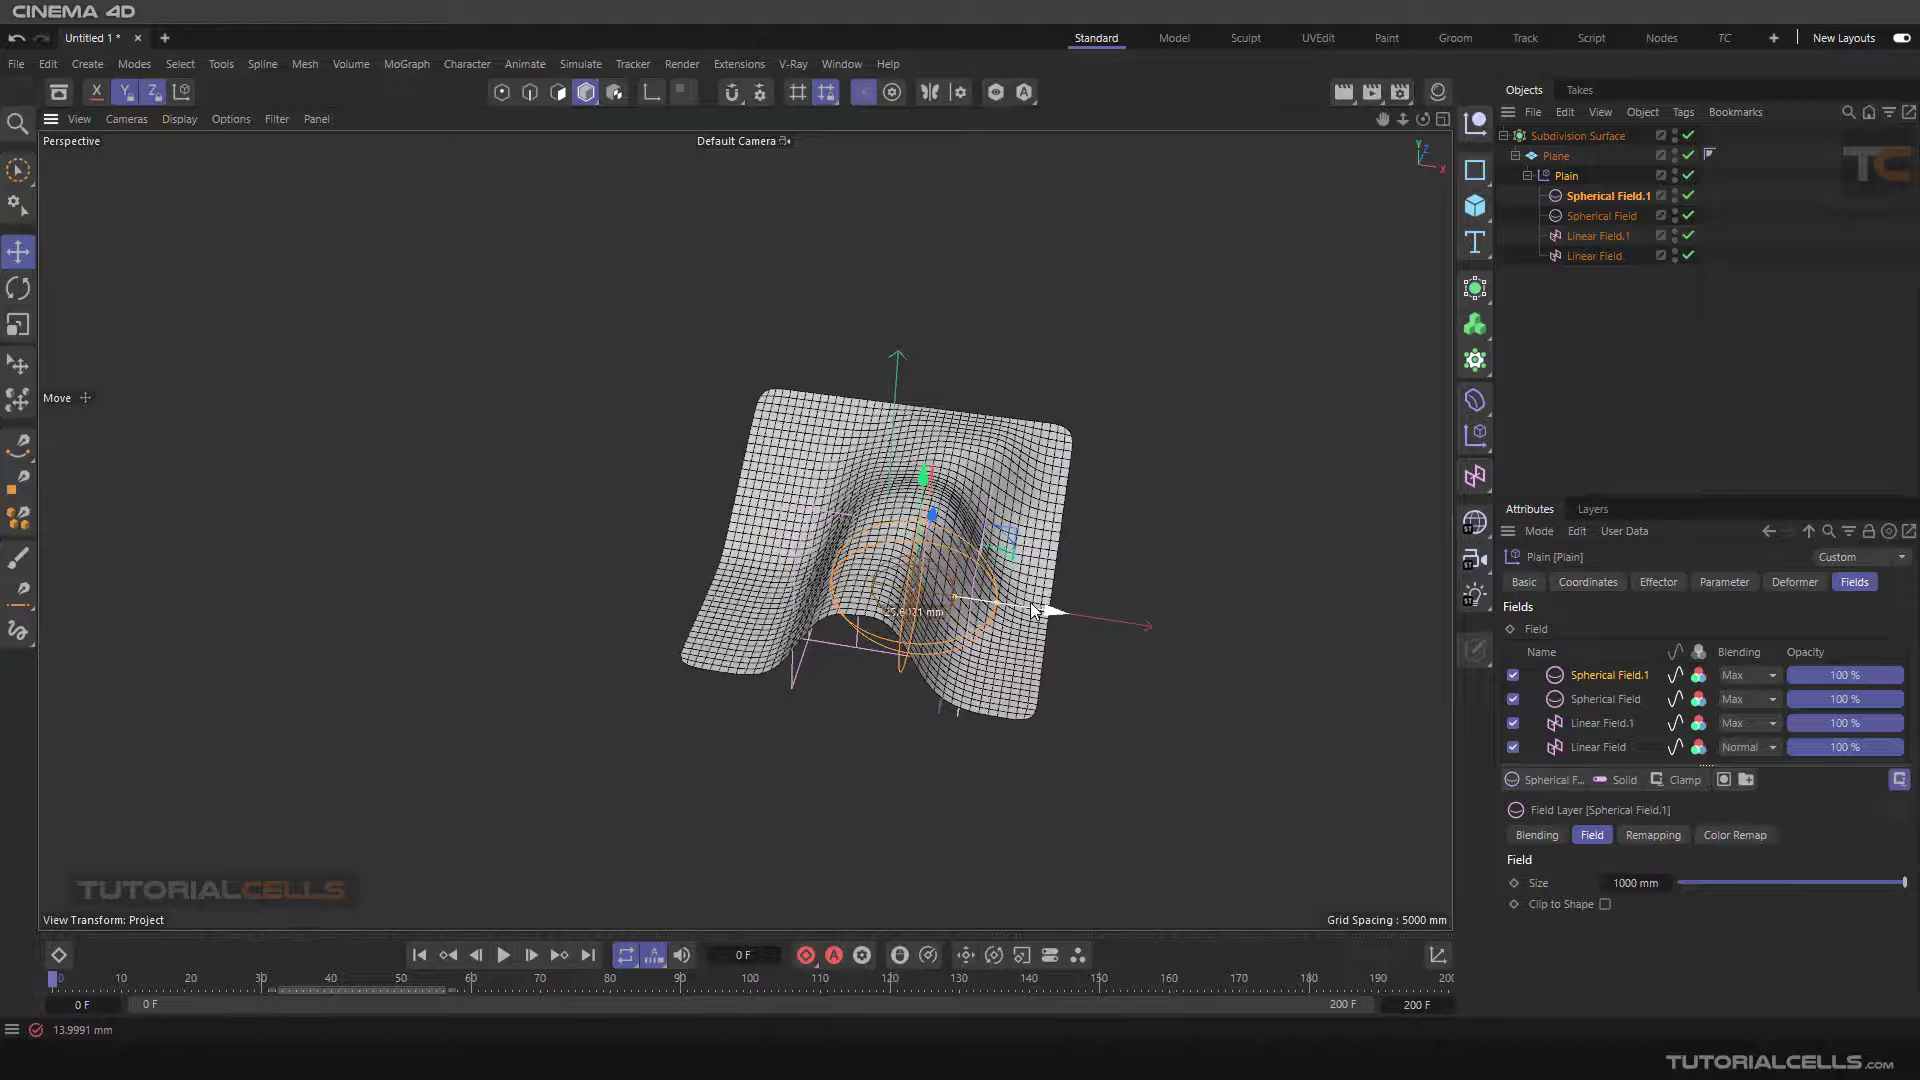 CINEMA 4D
Untitled 1 *
Standard Model Sculpt UVEdit Paint Groom Track Script Nodes TC New Layouts
File Edit Create Modes Select Tools Spline Mesh Volume MoGraph Character Animate Simulate Tracker Render Extensions V-Ray Window Help
X Y Z
View Cameras Display Options Filter Panel
Perspective
Default Camera
Y
Z
X
Move
Objects Takes
File Edit View Object Tags Bookmarks
Subdivision Surface
Plane
Plain
Spherical Field.1
Spherical Field
Linear Field.1
Linear Field
TC
Attributes Layers
Mode Edit User Data
Plain [Plain]
Custom
Basic Coordinates Effector Parameter Deformer Fields
Fields
Field
Name Blending Opacity
Spherical Field.1 Max 100 %
Spherical Field Max 100 %
Linear Field.1 Max 100 %
Linear Field Normal 100 %
Spherical F... Solid Clamp
Field Layer [Spherical Field.1]
Blending Field Remapping Color Remap
Field
Size 1000 mm
Clip to Shape
TUTORIALCELLS
View Transform: Project
Grid Spacing : 5000 mm
0 F
0 10 20 30 40 50 60 70 80 90 100 110 120 130 140 150 160 170 180 190 200
0 F 0 F 200 F 200 F
13.9991 mm
TUTORIALCELLS.COM